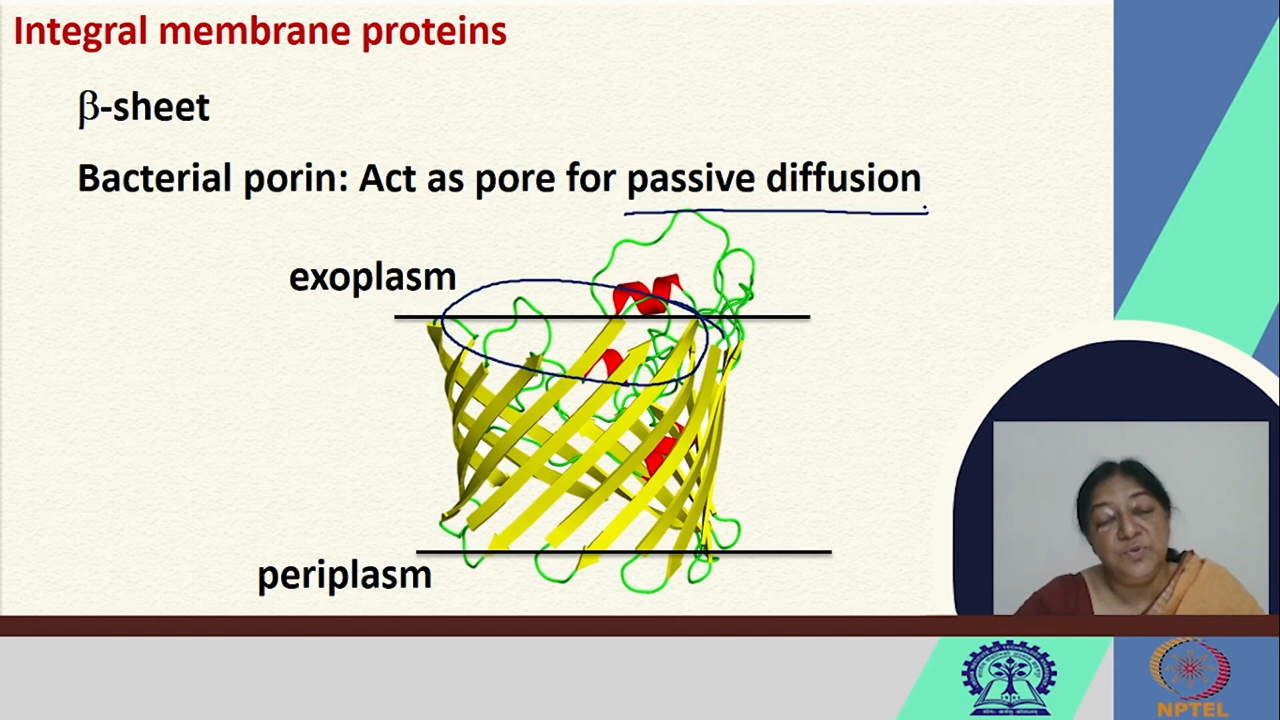 Integral membrane proteins
β-sheet
Bacterial porin: Act as pore for passive diffusion
exoplasm
periplasm
NPTEL